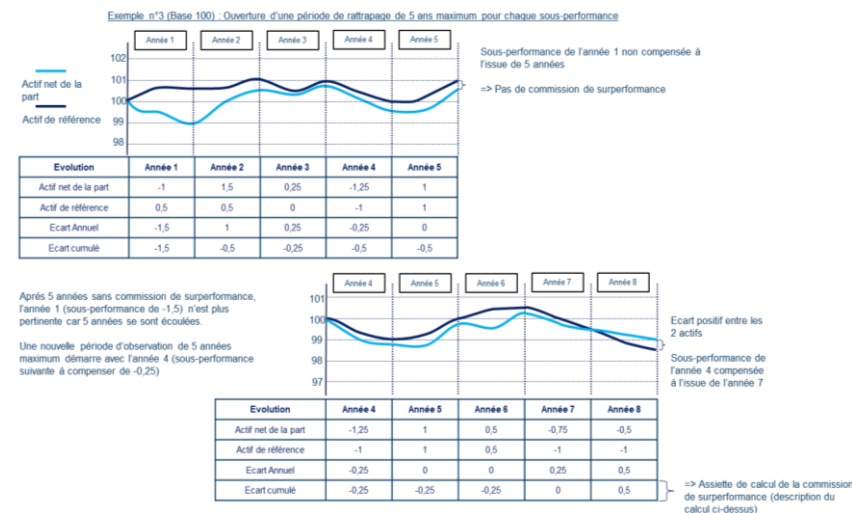 Exemple n°3 (Base 100) : Ouverture d'une période de rattrapage de 5 ans maximum pour chaque sous-performance
Année 1 Année 2 Année 3 Année 4 Année 5
102
101
100
99
98
Actif net de la
part
Actif de référence
Sous-performance de l'année 1 non compensée à
l'issue de 5 années
=> Pas de commission de surperformance
Evolution Année 1 Année 2 Année 3 Année 4 Année 5
Actif net de la part -1 1,5 0,25 -1,25 1
Actif de référence 0,5 0,5 0 -1 1
Ecart Annuel -1,5 1 0,25 -0,25 0
Ecart cumulé -1,5 -0,5 -0,25 -0,5 -0,5
Aprés 5 années sans commission de surperformance,
l'année 1 (sous-performance de -1,5) n'est plus
pertinente car 5 années se sont écoulées.
Une nouvelle période d'observation de 5 années
maximum démarre avec l'année 4 (sous-performance
suivante à compenser de -0,25)
Année 4 Année 5 Année 6 Année 7 Année 8
101
100
99
98
97
Ecart positif entre les
2 actifs
Sous-performance de
l'année 4 compensée
à l'issue de l'année 7
Evolution Année 4 Année 5 Année 6 Année 7 Année 8
Actif net de la part -1,25 1 0,5 -0,75 -0,5
Actif de référence -1 1 0,5 -1 -1
Ecart Annuel -0,25 0 0 0,25 0,5
Ecart cumulé -0,25 -0,25 -0,25 0 0,5
=> Assiette de calcul de la commission
de surperformance (description du
calcul ci-dessus)